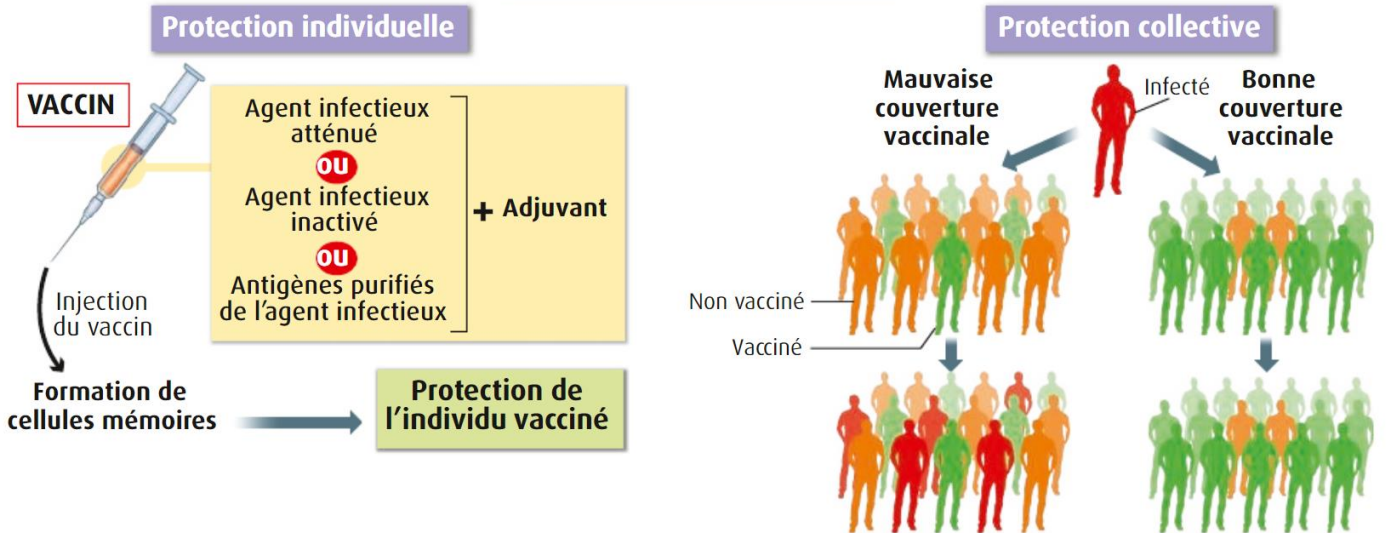 Protection individuelle
VACCIN
Agent infectieux
atténué
OU
Agent infectieux
inactivé
OU
Antigènes purifiés
de l'agent infectieux
+ Adjuvant
Injection
du vaccin
Formation de
cellules mémoires
Protection de
l'individu vacciné
Protection collective
Mauvaise
couverture
vaccinale
Infecté
Bonne
couverture
vaccinale
Non vacciné
Vacciné